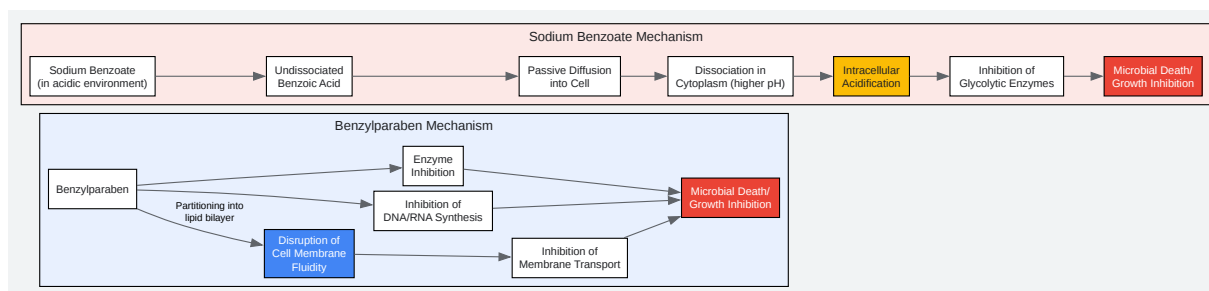 Sodium Benzoate Mechanism
Sodium Benzoate
(in acidic environment)
Undissociated
Benzoic Acid
Passive Diffusion
into Cell
Dissociation in
Cytoplasm (higher pH)
Intracellular
Acidification
Inhibition of
Glycolytic Enzymes
Microbial Death/
Growth Inhibition
Benzylparaben Mechanism
Benzylparaben
Enzyme
Inhibition
Inhibition of
DNA/RNA Synthesis
Partitioning into
lipid bilayer
Disruption of
Cell Membrane
Fluidity
Inhibition of
Membrane Transport
Microbial Death/
Growth Inhibition